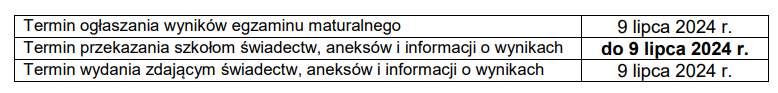 Termin ogłaszania wyników egzaminu maturalnego 9 lipca 2024 r.
Termin przekazania szkołom świadectw, aneksów i informacji o wynikach do 9 lipca 2024 r.
Termin wydania zdającym świadectw, aneksów i informacji o wynikach 9 lipca 2024 r.